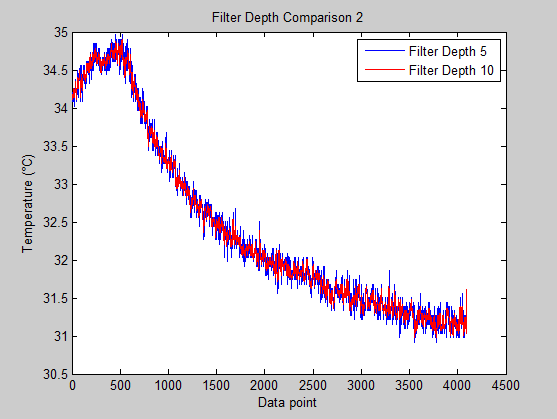 Filter Depth Comparison 2
35
34.5
34
33.5
33
32.5
32
31.5
31
30.5
Temperature (°C)
Filter Depth 5
Filter Depth 10
0 500 1000 1500 2000 2500 3000 3500 4000 4500
Data point